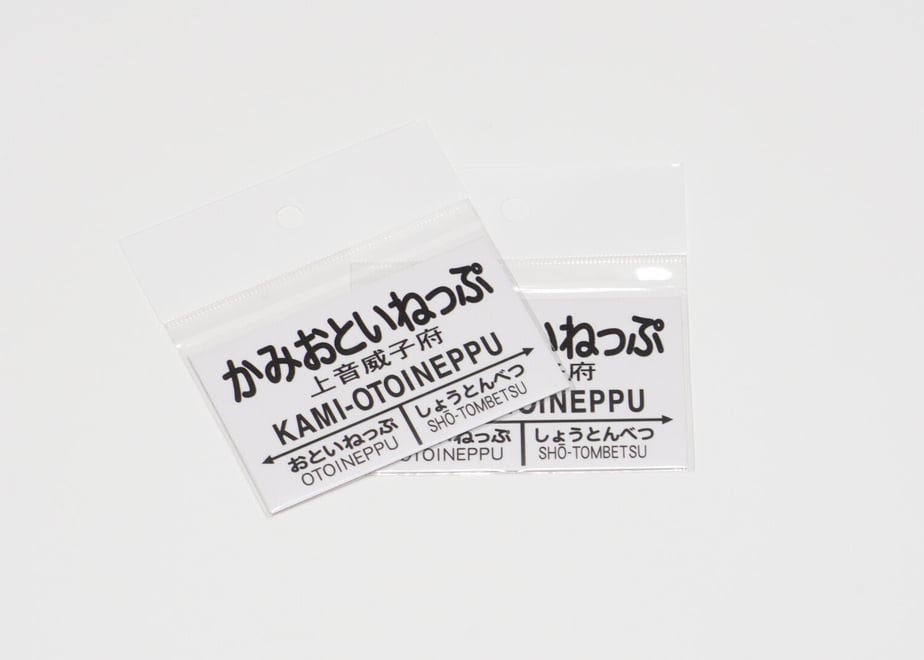 かみおといねっぷ
上音威子府
KAMI-OTOINEPPU
おといねっぷ
OTOINEPPU
しょうとんべつ
SHŌ-TOMBETSU
いねっぷ
府
OINEPPU
ねっぷ
OTOINEPPU
しょうとんべつ
SHŌ-TOMBETSU